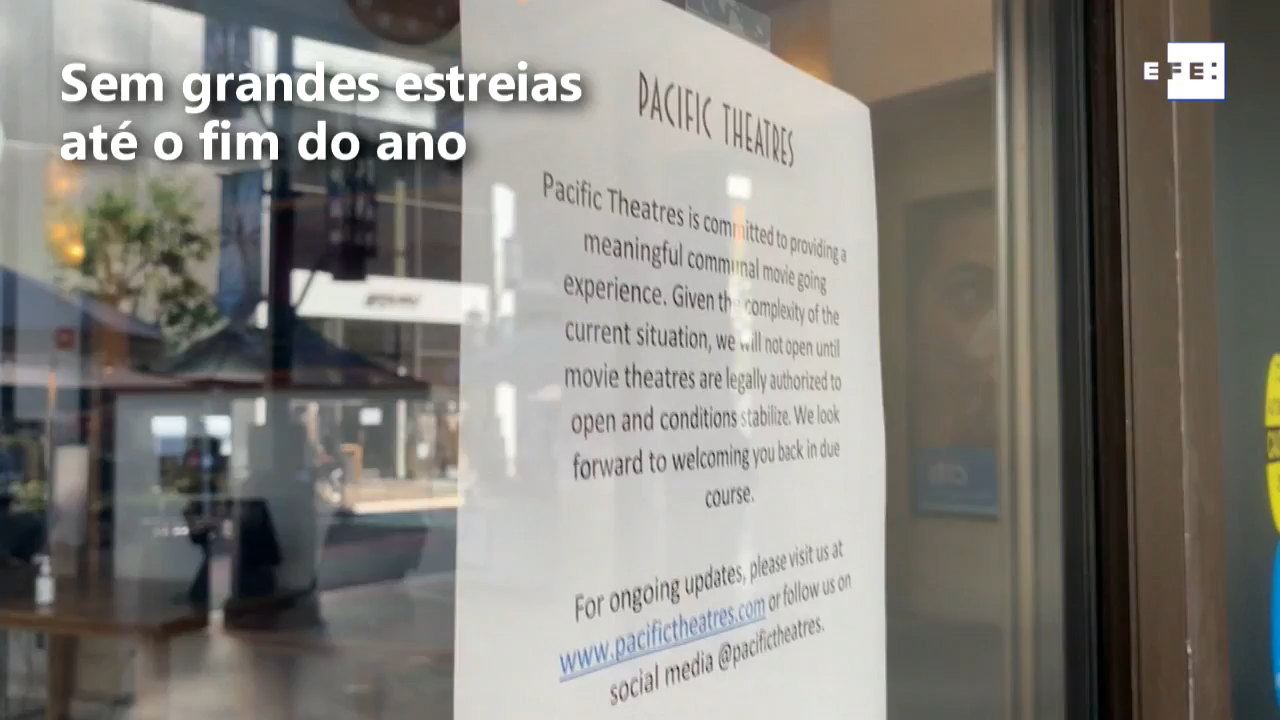 Sem grandes estreias
até o fim do ano
EFE:
PACIFIC THEATRES
Pacific Theatres is committed to providing a
meaningful communal movie going
experience. Given the complexity of the
current situation, we will not open until
movie theatres are legally authorized to
open and conditions stabilize. We look
forward to welcoming you back in due
course.
For ongoing updates, please visit us at
www.pacifictheatres.com or follow us on
social media @pacifictheatres.